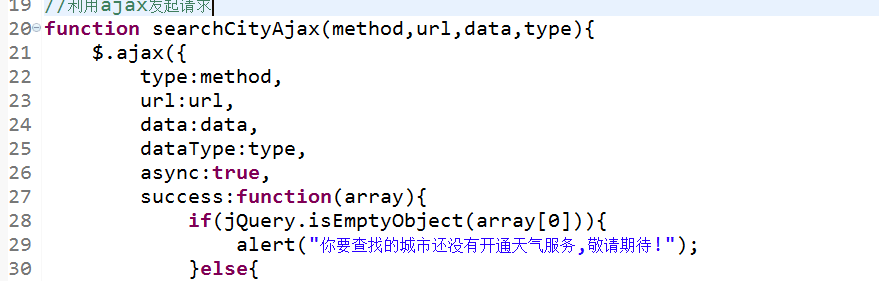 19 //利用ajax发起请求
20 function searchCityAjax(method,url,data,type){
21 $.ajax({
22 type:method,
23 url:url,
24 data:data,
25 dataType:type,
26 async:true,
27 success:function(array){
28 if(jQuery.isEmptyObject(array[0])){
29 alert("你要查找的城市还没有开通天气服务,敬请期待!");
30 }else{